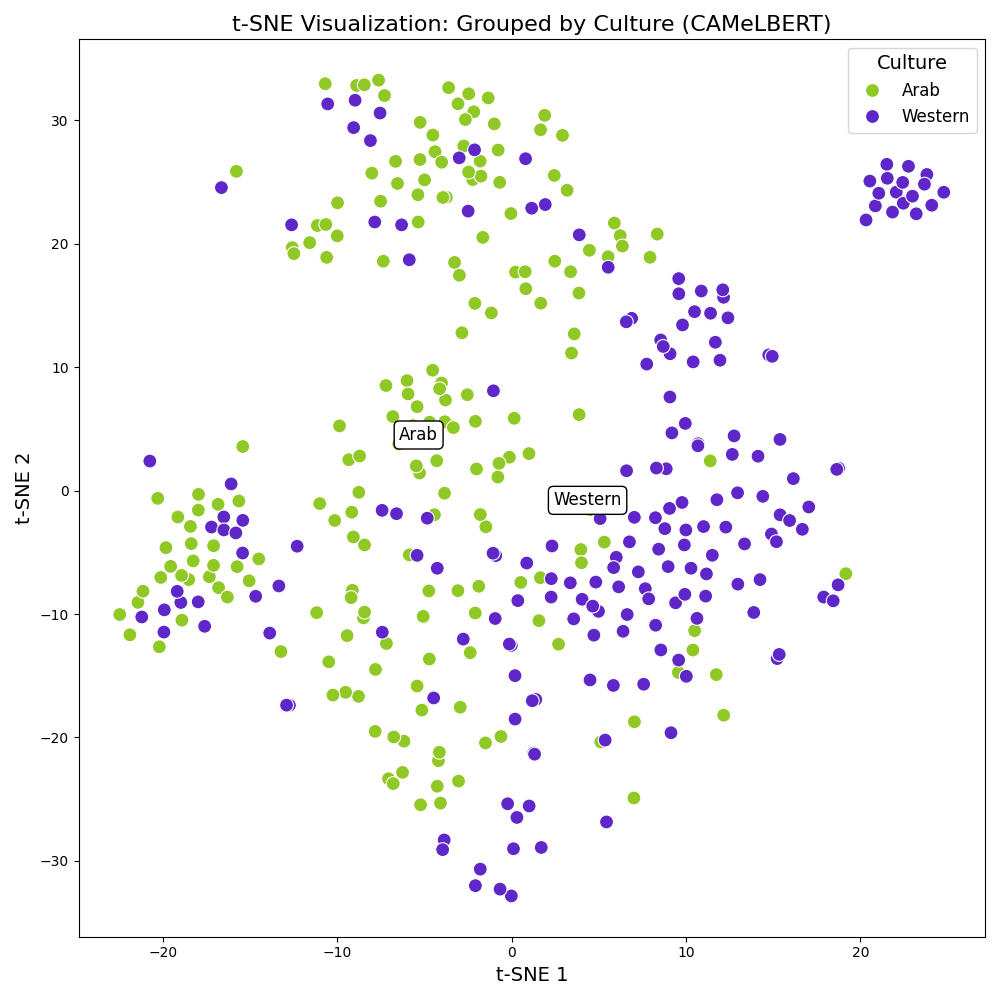 t-SNE Visualization: Grouped by Culture (CAMeLBERT)
Culture
Arab
Western
30
20
10
0
−10
−20
−30
t-SNE 2
Arab
Western
−20
−10
0
10
20
t-SNE 1